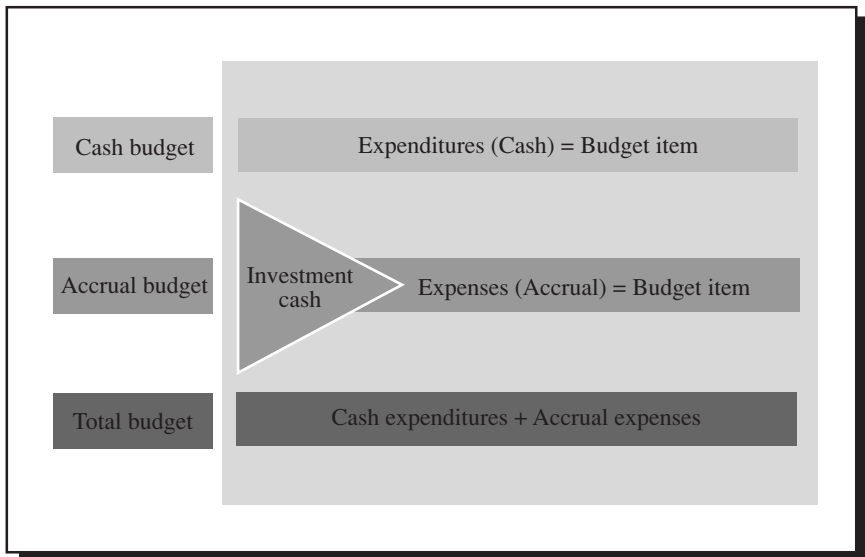 Cash budget
Expenditures (Cash) = Budget item
Accrual budget
Investment
cash
Expenses (Accrual) = Budget item
Total budget
Cash expenditures + Accrual expenses